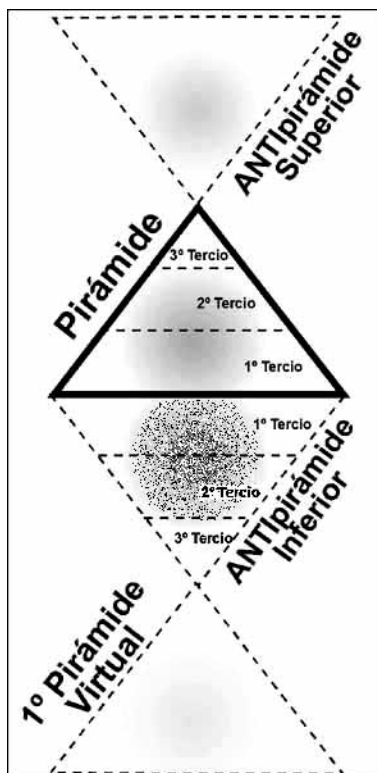 ANTIpirámide
Superior
Pirámide
3º Tercio
2º Tercio
1º Tercio
1º Tercio
2º Tercio
3º Tercio
ANTIpirámide
Inferior
1º Pirámide
Virtual